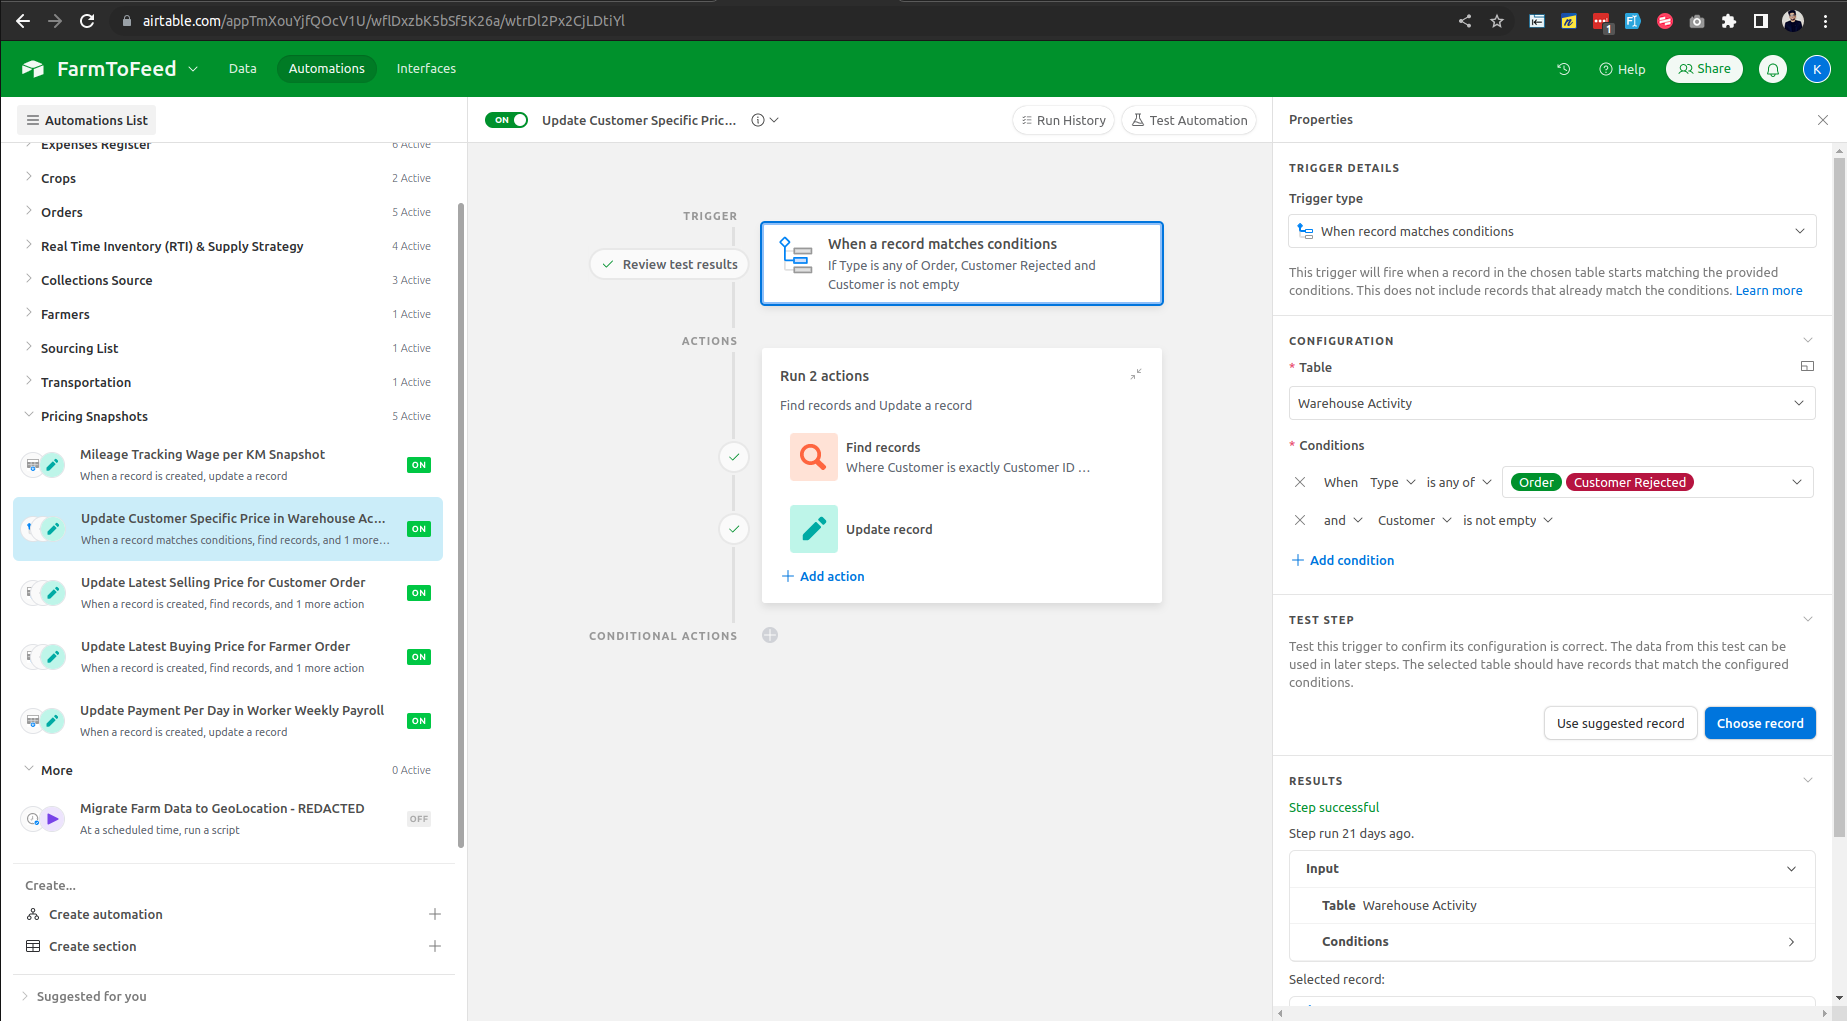 airtable.com/appTmXouYjfQOcV1U/wflDxzbK5bSf5K26a/wtrDl2Px2CjLDtiYl
1
FarmToFeed
Data
Automations
Interfaces
Help
Share
K
Automations List
Expenses Register
6 Active
Crops
2 Active
Orders
5 Active
Real Time Inventory (RTI) & Supply Strategy
4 Active
Collections Source
3 Active
Farmers
1 Active
Sourcing List
1 Active
Transportation
1 Active
Pricing Snapshots
5 Active
Mileage Tracking Wage per KM Snapshot
When a record is created, update a record
ON
Update Customer Specific Price in Warehouse Ac...
When a record matches conditions, find records, and 1 more...
ON
Update Latest Selling Price for Customer Order
When a record is created, find records, and 1 more action
ON
Update Latest Buying Price for Farmer Order
When a record is created, find records, and 1 more action
ON
Update Payment Per Day in Worker Weekly Payroll
When a record is created, update a record
ON
More
0 Active
Migrate Farm Data to GeoLocation - REDACTED
At a scheduled time, run a script
OFF
Create...
Create automation
Create section
Suggested for you
ON
Update Customer Specific Pric...
Run History
Test Automation
TRIGGER
Review test results
When a record matches conditions
If Type is any of Order, Customer Rejected and
Customer is not empty
ACTIONS
Run 2 actions
Find records and Update a record
Find records
Where Customer is exactly Customer ID ...
Update record
Add action
CONDITIONAL ACTIONS
Properties
TRIGGER DETAILS
Trigger type
When record matches conditions
This trigger will fire when a record in the chosen table starts matching the provided
conditions. This does not include records that already match the conditions. Learn more
CONFIGURATION
* Table
Warehouse Activity
* Conditions
When Type is any of Order Customer Rejected
and Customer is not empty
Add condition
TEST STEP
Test this trigger to confirm its configuration is correct. The data from this test can be
used in later steps. The selected table should have records that match the configured
conditions.
Use suggested record
Choose record
RESULTS
Step successful
Step run 21 days ago.
Input
Table Warehouse Activity
Conditions
Selected record: